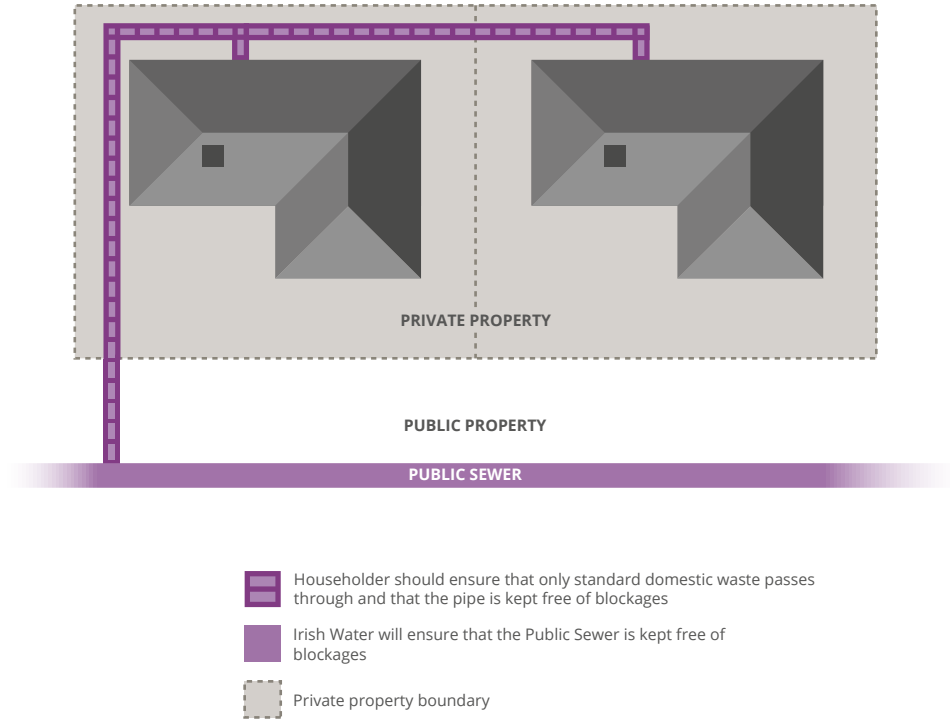 PRIVATE PROPERTY
PUBLIC PROPERTY
PUBLIC SEWER
Householder should ensure that only standard domestic waste passes
through and that the pipe is kept free of blockages
Irish Water will ensure that the Public Sewer is kept free of
blockages
Private property boundary